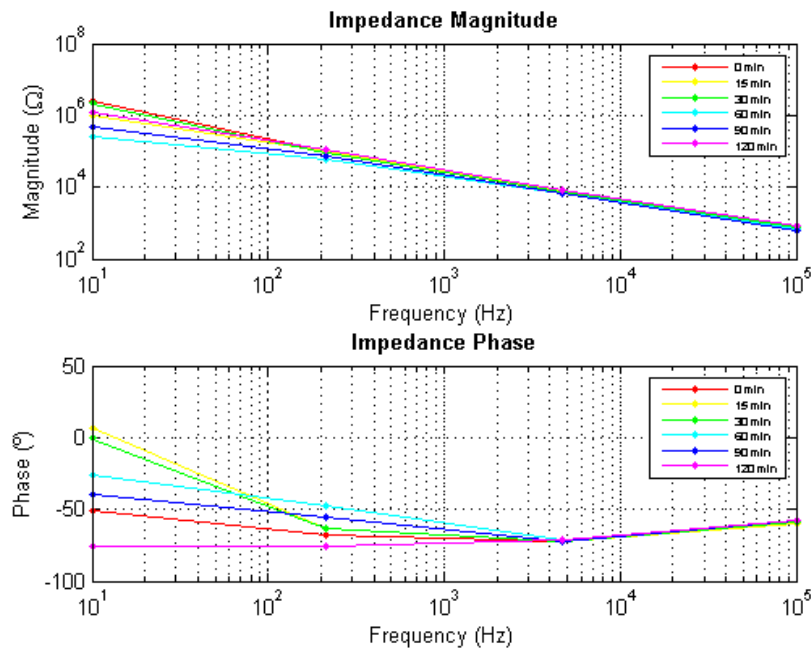 Impedance Magnitude
10^8
10^6
10^4
10^2
Magnitude (Ω)
0 min
15 min
30 min
60 min
90 min
120 min
10^1 10^2 10^3 10^4 10^5
Frequency (Hz)
Impedance Phase
50
0
-50
-100
Phase (º)
0 min
15 min
30 min
60 min
90 min
120 min
10^1 10^2 10^3 10^4 10^5
Frequency (Hz)